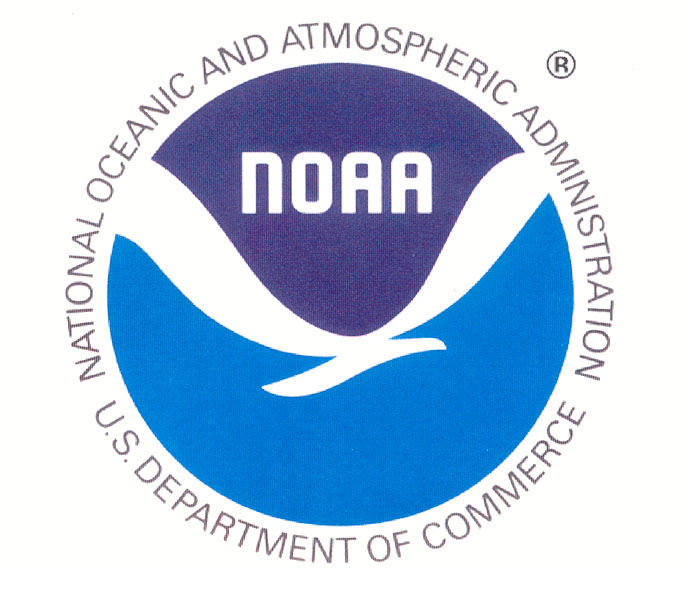 NATIONAL OCEANIC AND ATMOSPHERIC ADMINISTRATION
®
NOAA
U.S. DEPARTMENT OF COMMERCE